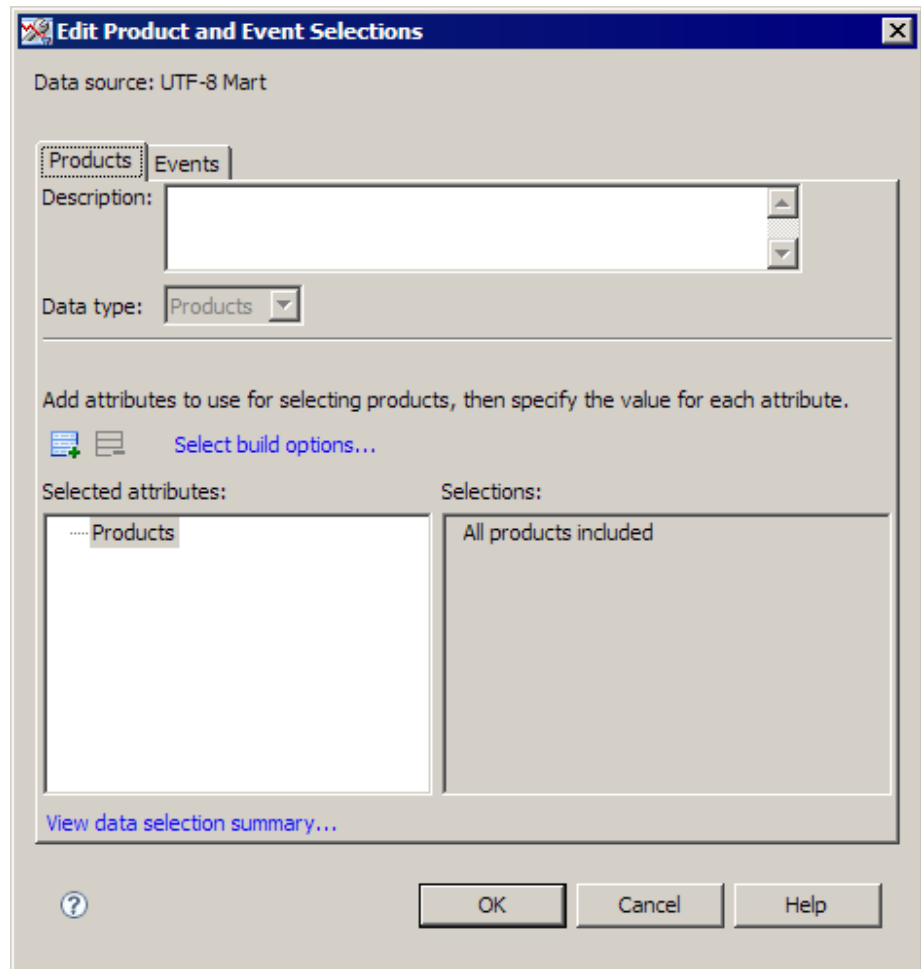 Edit Product and Event Selections
Data source: UTF-8 Mart
Products Events
Description:
Data type: Products
Add attributes to use for selecting products, then specify the value for each attribute.
Select build options...
Selected attributes: Selections:
Products All products included
View data selection summary...
? OK Cancel Help